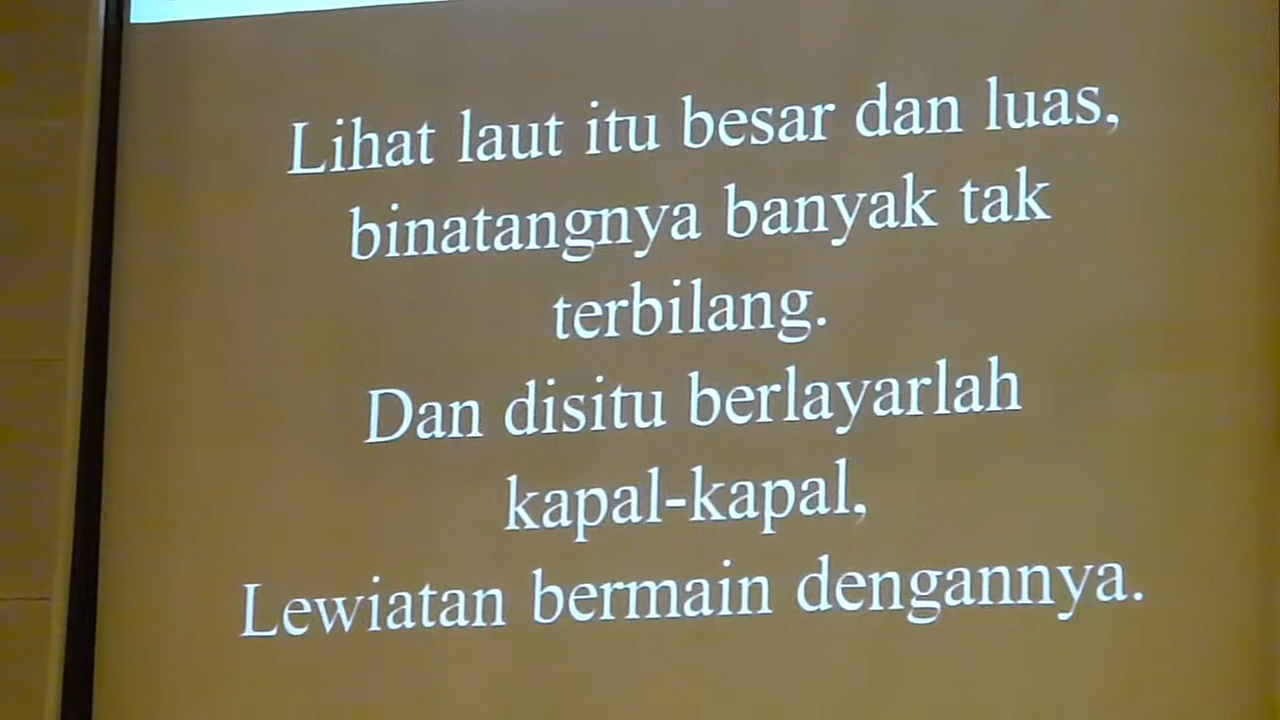 Lihat laut itu besar dan luas,
binatangnya banyak tak
terbilang.
Dan disitu berlayarlah
kapal-kapal,
Lewiatan bermain dengannya.